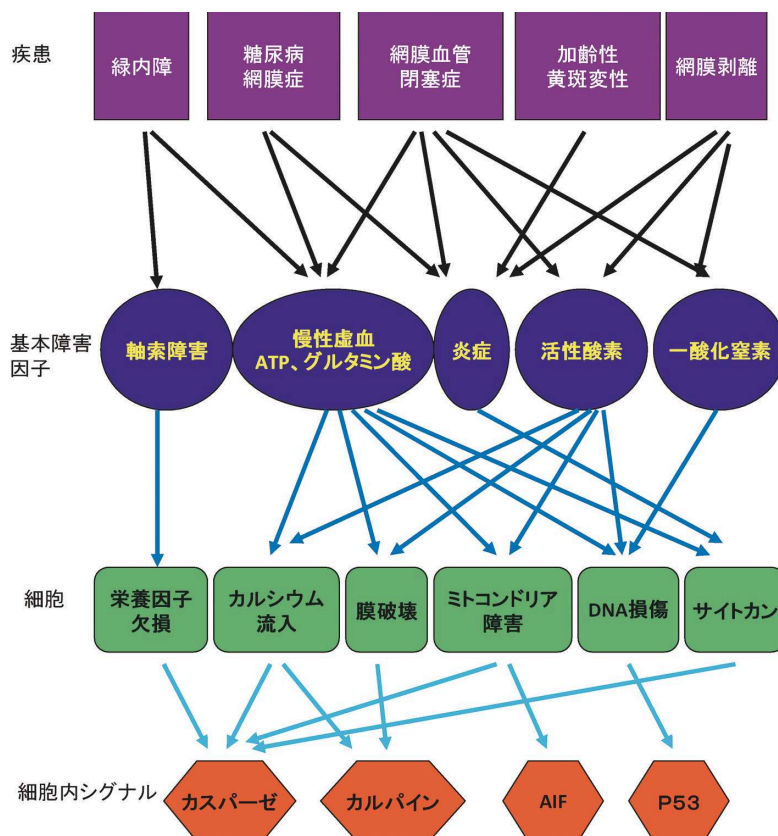 疾患
緑内障
糖尿病
網膜症
網膜血管
閉塞症
加齢性
黄斑変性
網膜剥離
基本障害
因子
軸索障害
慢性虚血
ATP、グルタミン酸
炎症
活性酸素
一酸化窒素
細胞
栄養因子
欠損
カルシウム
流入
膜破壊
ミトコンドリア
障害
DNA損傷
サイトカン
細胞内シグナル
カスパーゼ
カルパイン
AIF
P53